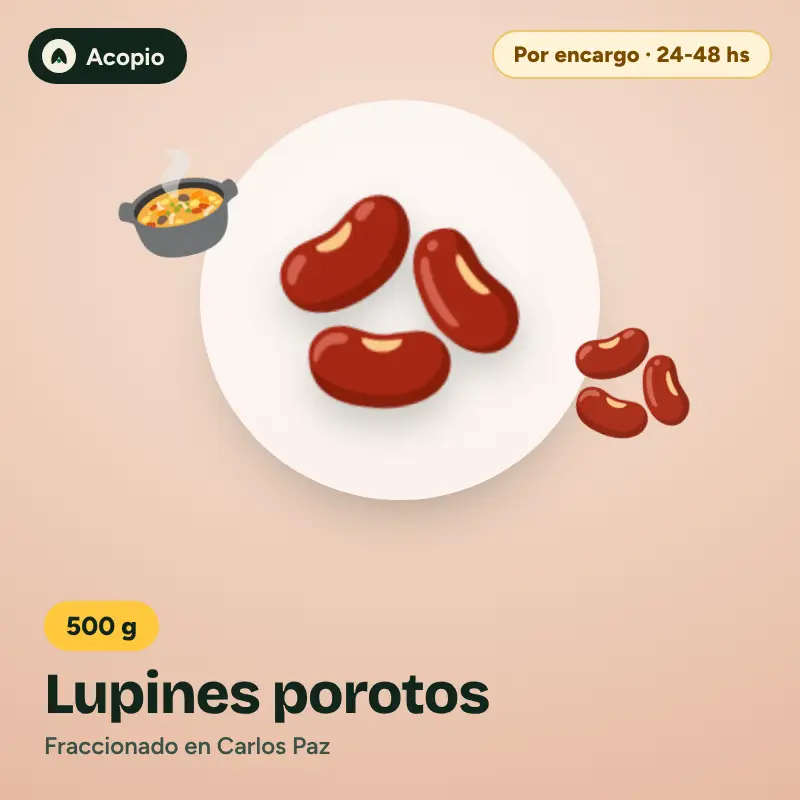 Acopio
Por encargo · 24-48 hs
500 g
Lupines porotos
Fraccionado en Carlos Paz